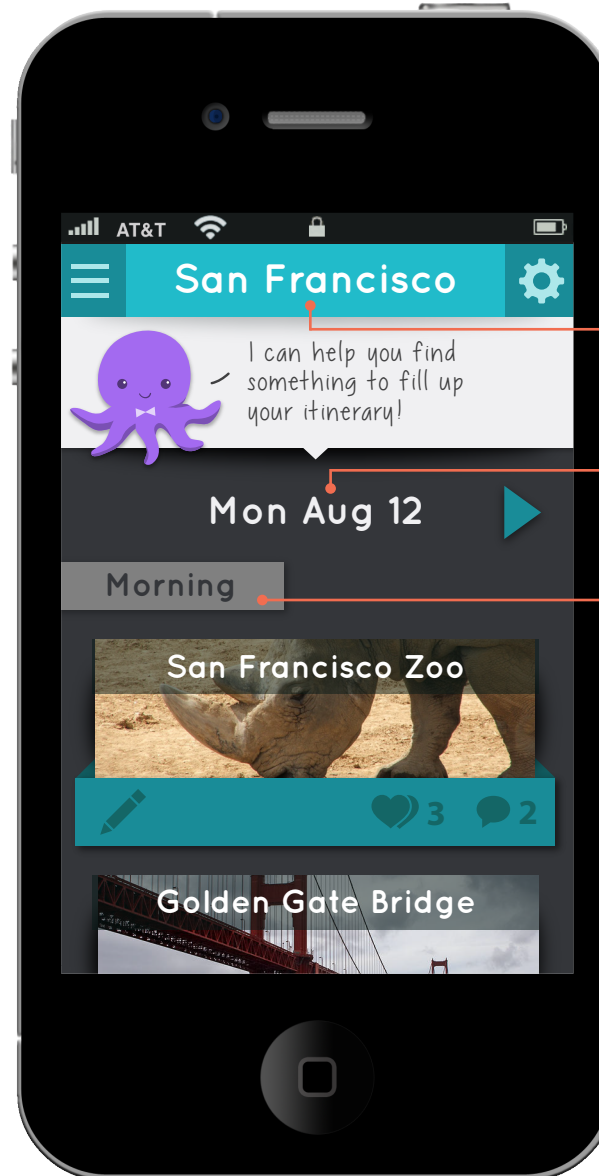 AT&T
San Francisco
I can help you find
something to fill up
your itinerary!
Mon Aug 12
Morning
San Francisco Zoo
3 2
Golden Gate Bridge